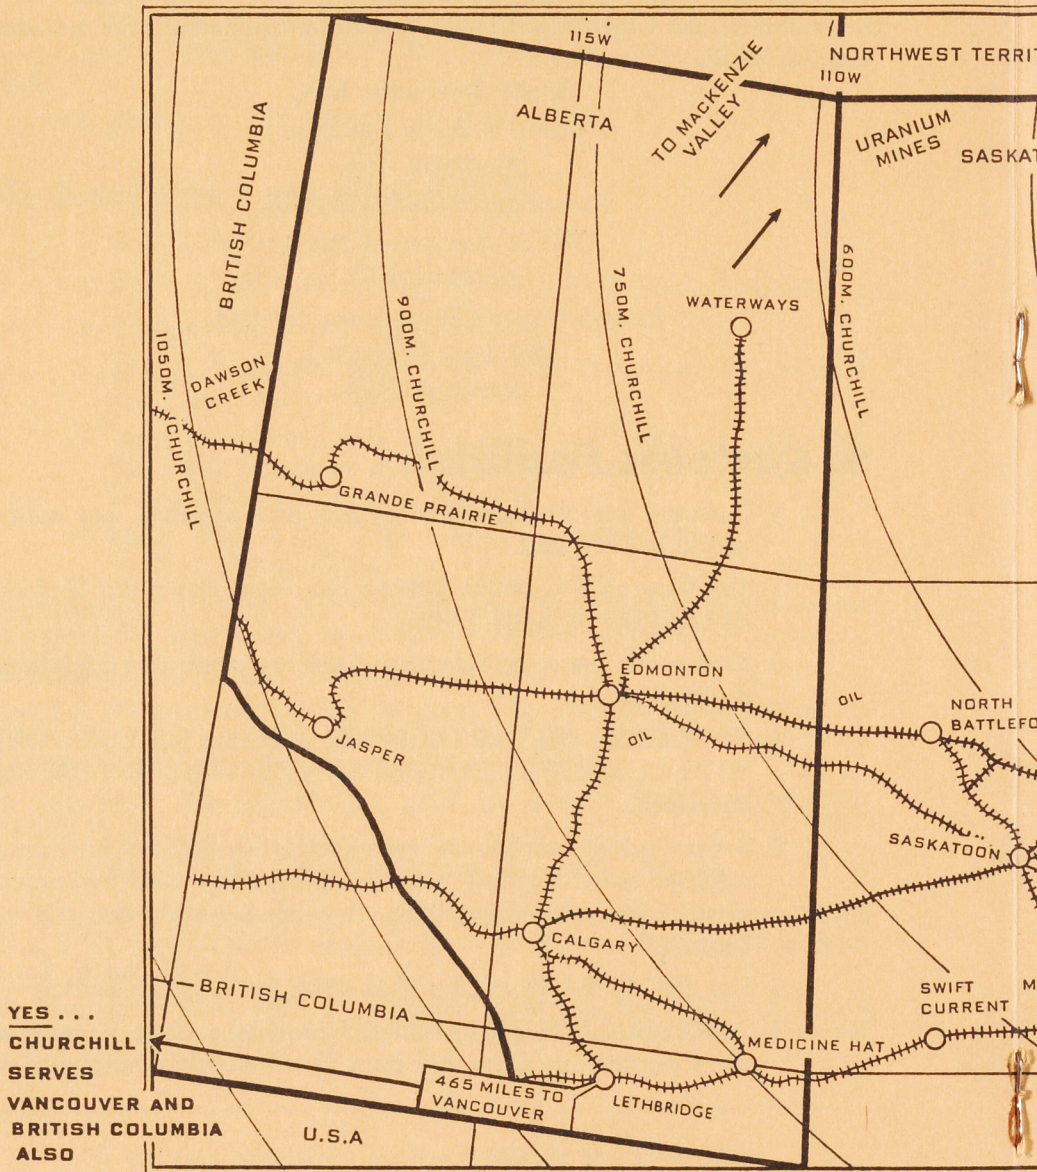 115W
NORTHWEST TERRIT
110W
ALBERTA
TO MACKENZIE
VALLEY
URANIUM
MINES
SASKAT
BRITISH COLUMBIA
600M. CHURCHILL
750M. CHURCHILL
900M. CHURCHILL
1050M. CHURCHILL
WATERWAYS
DAWSON
CREEK
GRANDE PRAIRIE
EDMONTON
OIL
OIL
NORTH
BATTLEFO
JASPER
SASKATOON
CALGARY
BRITISH COLUMBIA
SWIFT
CURRENT
M
MEDICINE HAT
465 MILES TO
VANCOUVER
LETHBRIDGE
U.S.A
YES...
CHURCHILL
SERVES
VANCOUVER AND
BRITISH COLUMBIA
ALSO